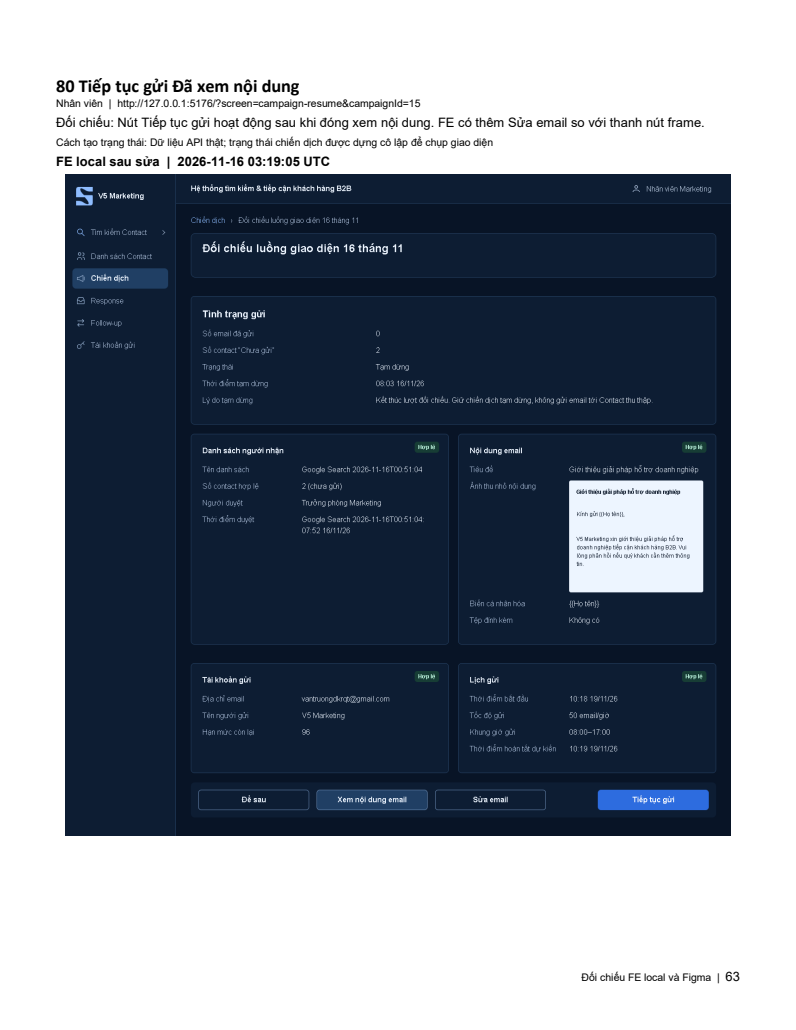 80 Tiếp tục gửi Đã xem nội dung
Nhân viên | http://127.0.0.1:5176/?screen=campaign-resume&campaignId=15
Đối chiếu: Nút Tiếp tục gửi hoạt động sau khi đóng xem nội dung. FE có thêm Sửa email so với thanh nút frame.
Cách tạo trạng thái: Dữ liệu API thật; trạng thái chiến dịch được dựng cô lập để chụp giao diện
FE local sau sửa | 2026-11-16 03:19:05 UTC
V5 Marketing
Hệ thống tìm kiếm & tiếp cận khách hàng B2B
Nhân viên Marketing
Tìm kiếm Contact
Danh sách Contact
Chiến dịch
Response
Follow-up
Tài khoản gửi
Chiến dịch › Đối chiếu luồng giao diện 16 tháng 11
Đối chiếu luồng giao diện 16 tháng 11
Tình trạng gửi
Số email đã gửi 0
Số contact "Chưa gửi" 2
Trạng thái Tạm dừng
Thời điểm tạm dừng 08:03 16/11/26
Lý do tạm dừng Kết thúc lượt đối chiếu. Giữ chiến dịch tạm dừng, không gửi email tới Contact thu thập.
Danh sách người nhận Hợp lệ
Tên danh sách Google Search 2026-11-16T00:51:04
Số contact hợp lệ 2 (chưa gửi)
Người duyệt Trưởng phòng Marketing
Thời điểm duyệt Google Search 2026-11-16T00:51:04:
07:52 16/11/26
Nội dung email Hợp lệ
Tiêu đề Giới thiệu giải pháp hỗ trợ doanh nghiệp
Ảnh thu nhỏ nội dung
Giới thiệu giải pháp hỗ trợ doanh nghiệp
Kính gửi {{Họ tên}},
V5 Marketing xin giới thiệu giải pháp hỗ trợ
doanh nghiệp tiếp cận khách hàng B2B. Vui
lòng phản hồi nếu quý khách cần thêm thông
tin.
Biến cá nhân hóa {{Họ tên}}
Tệp đính kèm Không có
Tài khoản gửi Hợp lệ
Địa chỉ email vantruongdkrqt@gmail.com
Tên người gửi V5 Marketing
Hạn mức còn lại 96
Lịch gửi Hợp lệ
Thời điểm bắt đầu 10:18 19/11/26
Tốc độ gửi 50 email/giờ
Khung giờ gửi 08:00–17:00
Thời điểm hoàn tất dự kiến 10:19 19/11/26
Để sau
Xem nội dung email
Sửa email
Tiếp tục gửi
Đối chiếu FE local và Figma | 63